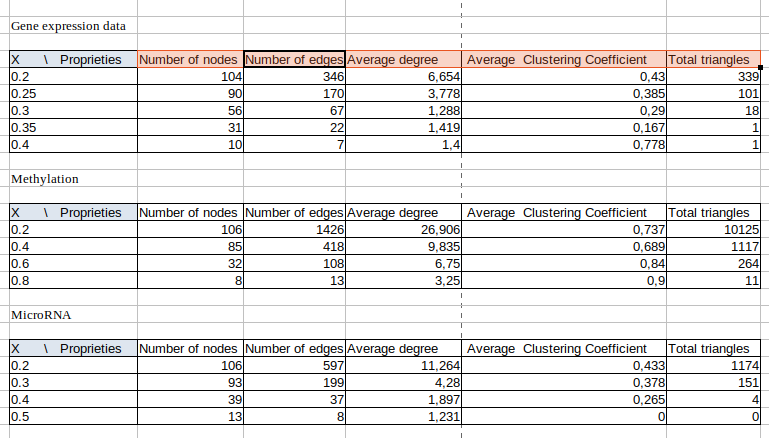 Gene expression data
X \ Proprieties Number of nodes Number of edges Average degree Average Clustering Coefficient Total triangles
0.2 104 346 6,654 0,43 339
0.25 90 170 3,778 0,385 101
0.3 56 67 1,288 0,29 18
0.35 31 22 1,419 0,167 1
0.4 10 7 1,4 0,778 1
Methylation
X \ Proprieties Number of nodes Number of edges Average degree Average Clustering Coefficient Total triangles
0.2 106 1426 26,906 0,737 10125
0.4 85 418 9,835 0,689 1117
0.6 32 108 6,75 0,84 264
0.8 8 13 3,25 0,9 11
MicroRNA
X \ Proprieties Number of nodes Number of edges Average degree Average Clustering Coefficient Total triangles
0.2 106 597 11,264 0,433 1174
0.3 93 199 4,28 0,378 151
0.4 39 37 1,897 0,265 4
0.5 13 8 1,231 0 0